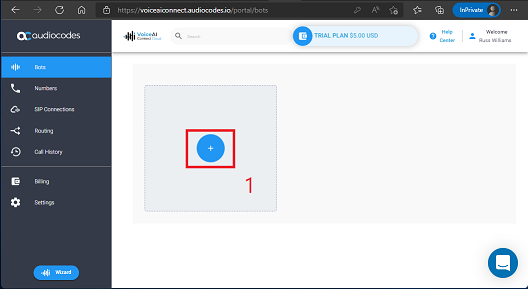 https://voiceaiconnect.audiocodes.io/portal/bots
InPrivate
audiocodes
VoiceAI
CONNECT CLOUD
Search
TRIAL PLAN $5.00 USD
Help
Center
Welcome
Russ Williams
Bots
Numbers
SIP Connections
Routing
Call History
Billing
Settings
Wizard
+
1